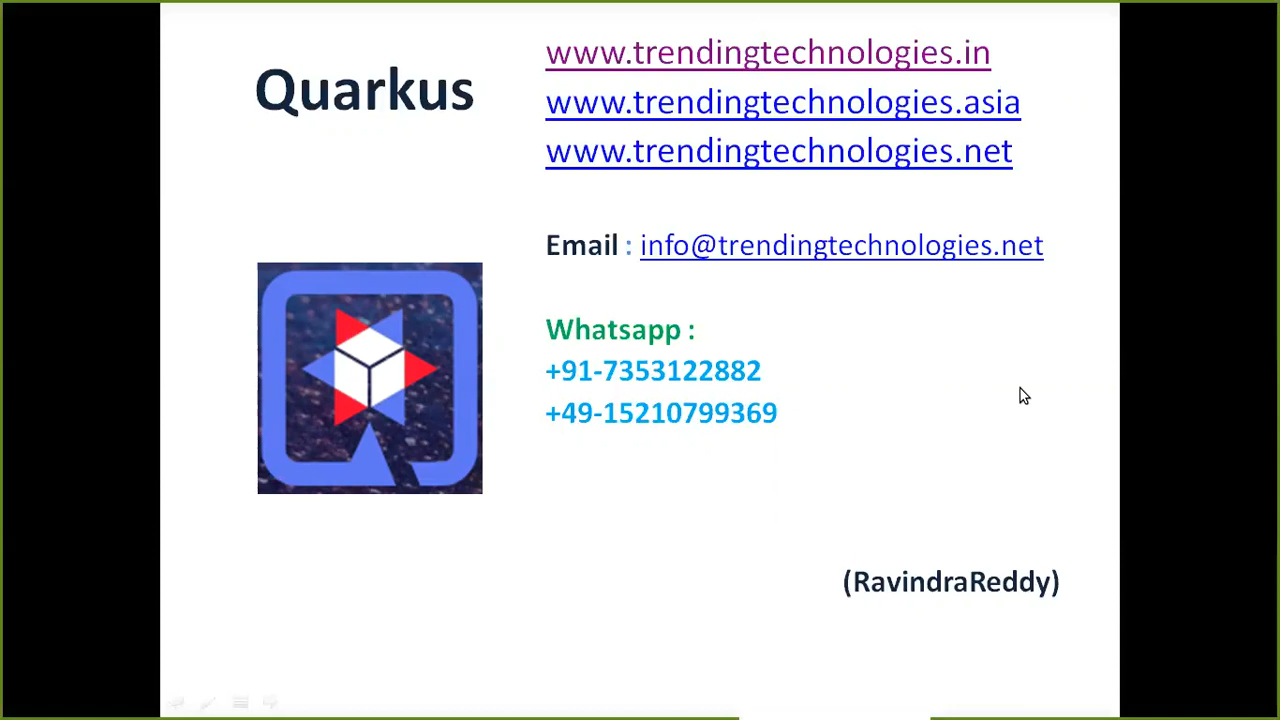 Quarkus
www.trendingtechnologies.in
www.trendingtechnologies.asia
www.trendingtechnologies.net
Email : info@trendingtechnologies.net
Whatsapp :
+91-7353122882
+49-15210799369
(RavindraReddy)